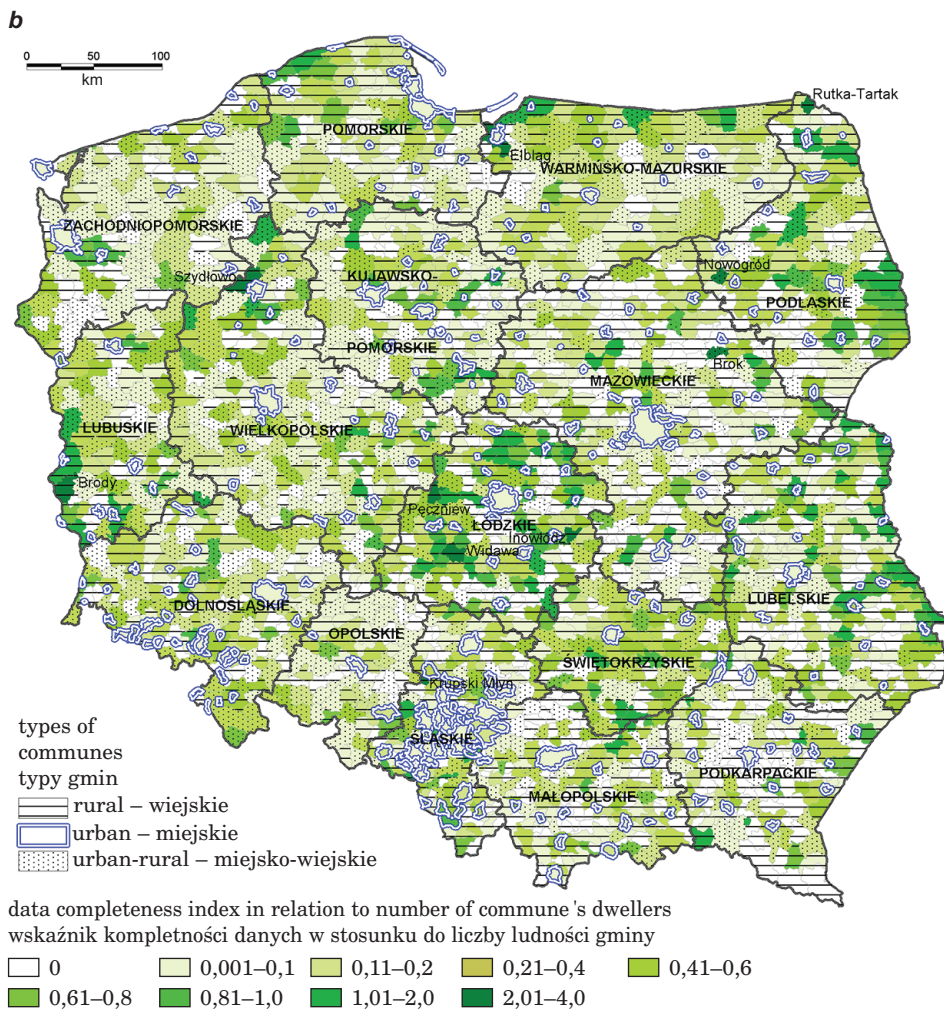 b
0 50 100
km
Rutka-Tartak
POMORSKIE
Elbląg
WARMIŃSKO-MAZURSKIE
ZACHODNIOPOMORSKIE
Szydłowo
KUJAWSKO-
Nowogród
PODLASKIE
POMORSKIE
Brok
MAZOWIECKIE
LUBUSKIE
WIELKOPOLSKIE
Brody
Pęczniew
ŁÓDZKIE
Inowłódz
Widawa
DOLNOŚLĄSKIE
LUBELSKIE
OPOLSKIE
ŚWIĘTOKRZYSKIE
Krupski Młyn
ŚLĄSKIE
PODKARPACKIE
MAŁOPOLSKIE
types of
communes
typy gmin
rural – wiejskie
urban – miejskie
urban-rural – miejsko-wiejskie
data completeness index in relation to number of commune's dwellers
wskaźnik kompletności danych w stosunku do liczby ludności gminy
0 0,001–0,1 0,11–0,2 0,21–0,4 0,41–0,6
0,61–0,8 0,81–1,0 1,01–2,0 2,01–4,0